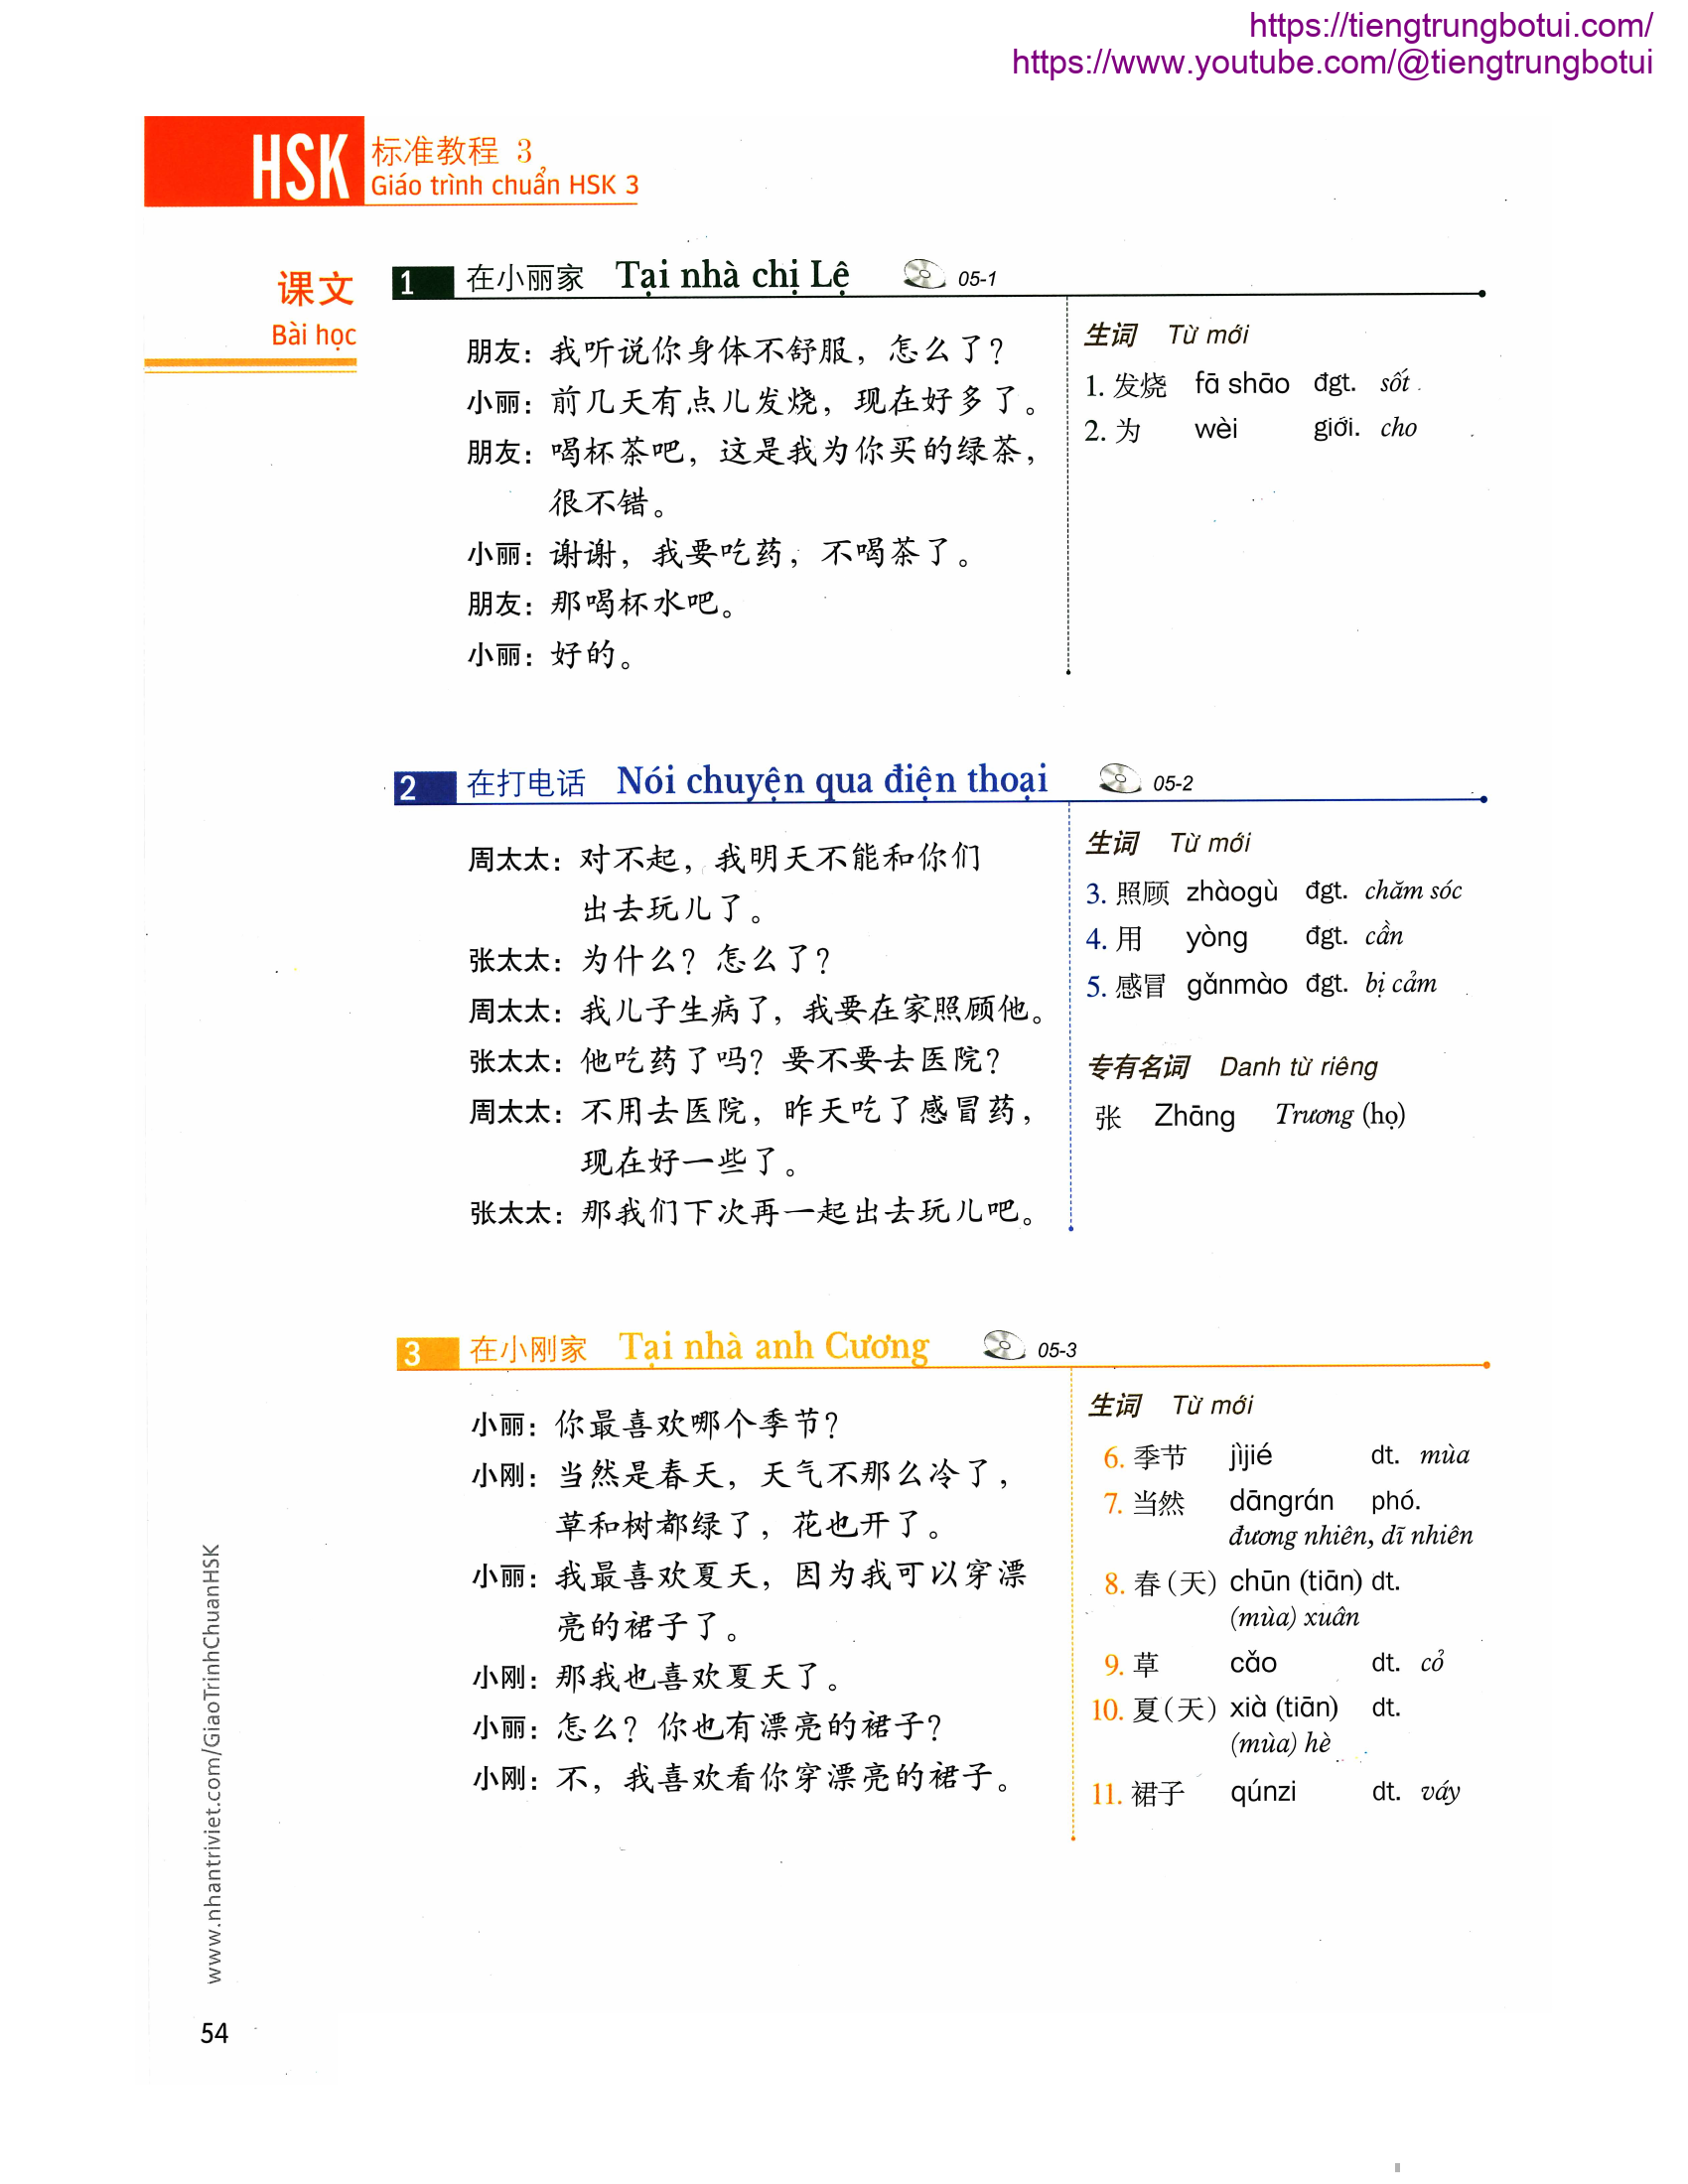 https://tiengtrungbotui.com/
https://www.youtube.com/@tiengtrungbotui
HSK 标准教程 3
Giáo trình chuẩn HSK 3
课文
Bài học
1 在小丽家 Tại nhà chị Lệ 05-1
朋友：我听说你身体不舒服，怎么了？
小丽：前几天有点儿发烧，现在好多了。
朋友：喝杯茶吧，这是我为你买的绿茶，
很不错。
小丽：谢谢，我要吃药，不喝茶了。
朋友：那喝杯水吧。
小丽：好的。
生词 Từ mới
1. 发烧 fā shāo đgt. sốt
2. 为 wèi giới. cho
2 在打电话 Nói chuyện qua điện thoại 05-2
周太太：对不起，我明天不能和你们
出去玩儿了。
张太太：为什么？怎么了？
周太太：我儿子生病了，我要在家照顾他。
张太太：他吃药了吗？要不要去医院？
周太太：不用去医院，昨天吃了感冒药，
现在好一些了。
张太太：那我们下次再一起出去玩儿吧。
生词 Từ mới
3. 照顾 zhàogù đgt. chăm sóc
4. 用 yòng đgt. cần
5. 感冒 gǎnmào đgt. bị cảm
专有名词 Danh từ riêng
张 Zhāng Trương (họ)
3 在小刚家 Tại nhà anh Cương 05-3
小丽：你最喜欢哪个季节？
小刚：当然是春天，天气不那么冷了，
草和树都绿了，花也开了。
小丽：我最喜欢夏天，因为我可以穿漂
亮的裙子了。
小刚：那我也喜欢夏天了。
小丽：怎么？你也有漂亮的裙子？
小刚：不，我喜欢看你穿漂亮的裙子。
生词 Từ mới
6. 季节 jìjié dt. mùa
7. 当然 dāngrán phó.
đương nhiên, dĩ nhiên
8. 春（天） chūn (tiān) dt.
(mùa) xuân
9. 草 cǎo dt. cỏ
10. 夏（天） xià (tiān) dt.
(mùa) hè
11. 裙子 qúnzi dt. váy
www.nhantriviet.com/GiaoTrinhChuanHSK
54